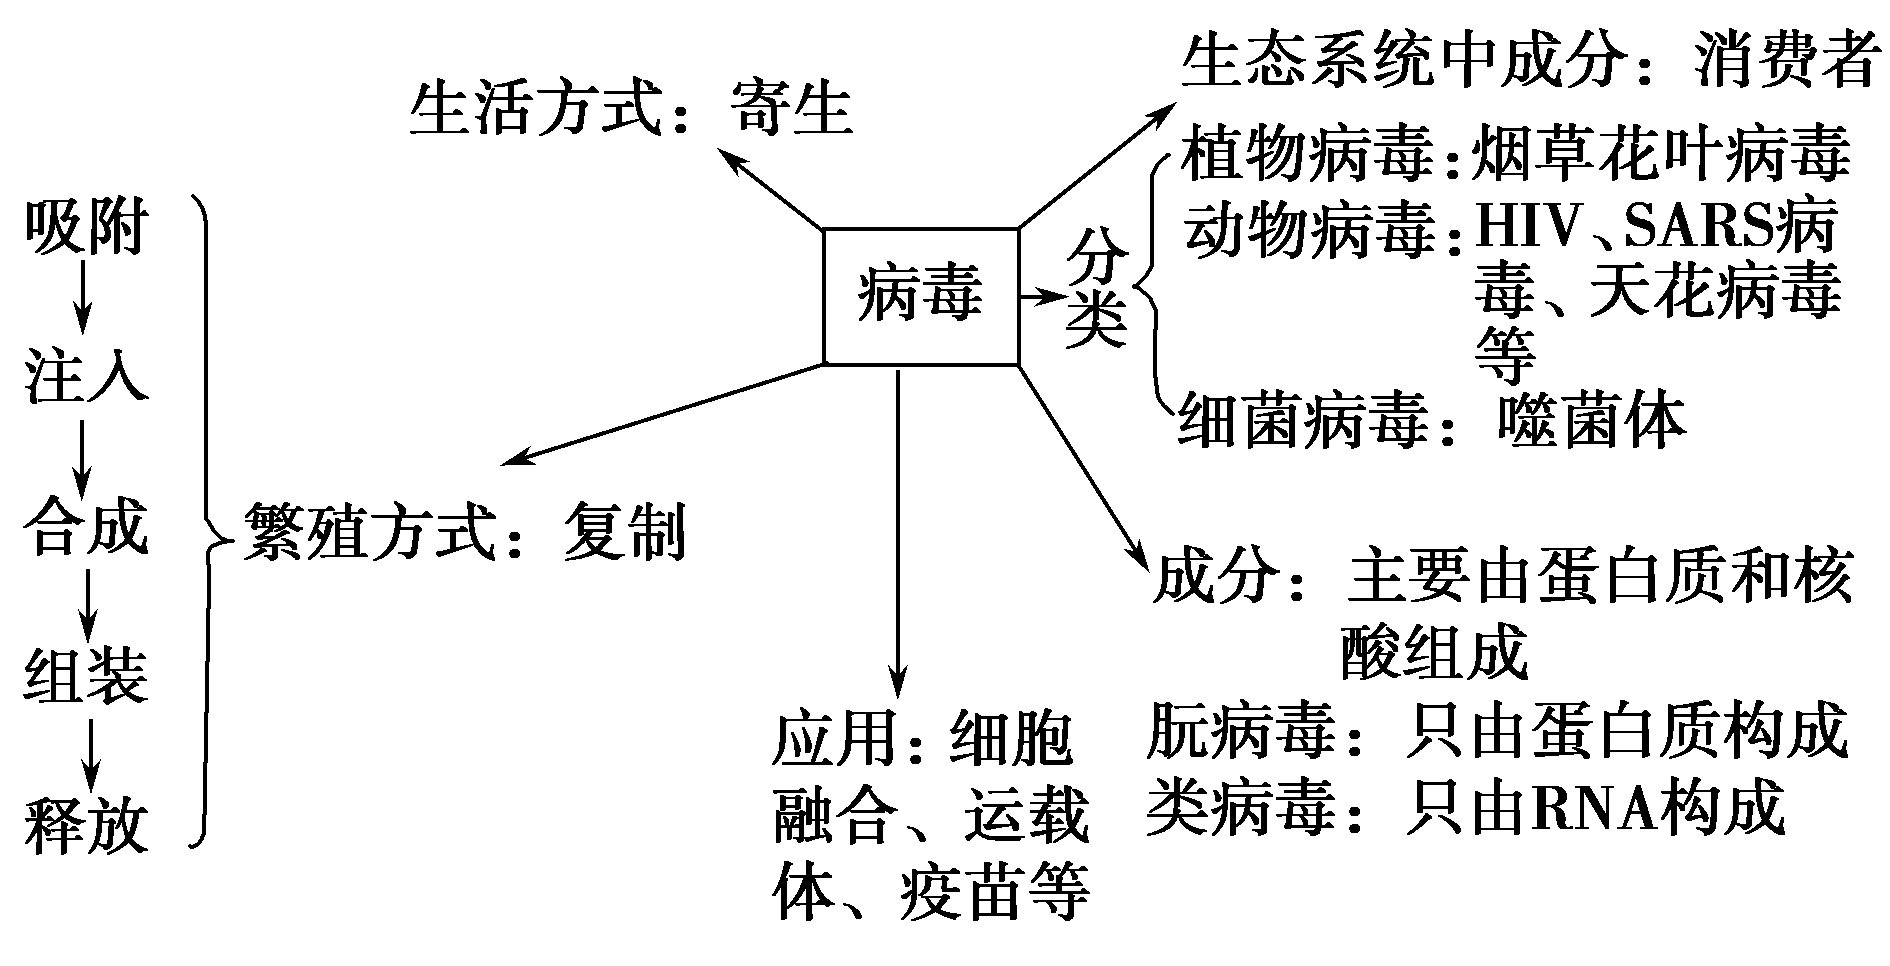 生态系统中成分：消费者
生活方式：寄生
植物病毒：烟草花叶病毒
动物病毒：HIV、SARS病
毒、天花病毒
等
细菌病毒：噬菌体
分
类
病毒
吸附
注入
合成
组装
释放
繁殖方式：复制
成分：主要由蛋白质和核
酸组成
朊病毒：只由蛋白质构成
类病毒：只由RNA构成
应用：细胞
融合、运载
体、疫苗等